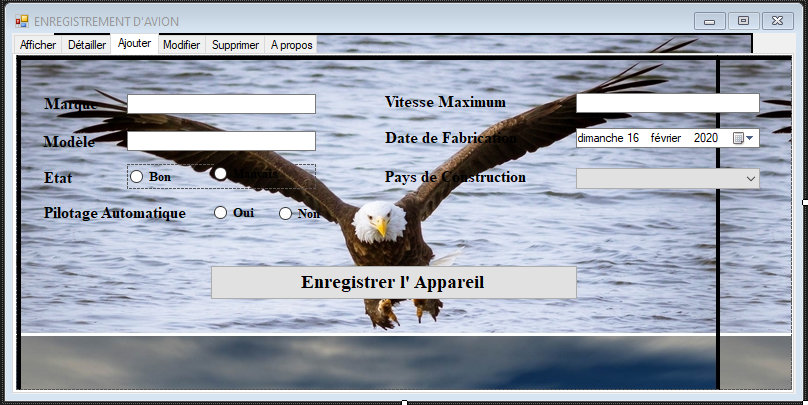 ENREGISTREMENT D'AVION
Afficher Détailler Ajouter Modifier Supprimer A propos
Marque
Vitesse Maximum
Modèle
Date de Fabrication dimanche 16 février 2020
Etat Bon Mauvais
Pays de Construction
Pilotage Automatique Oui Non
Enregistrer l' Appareil